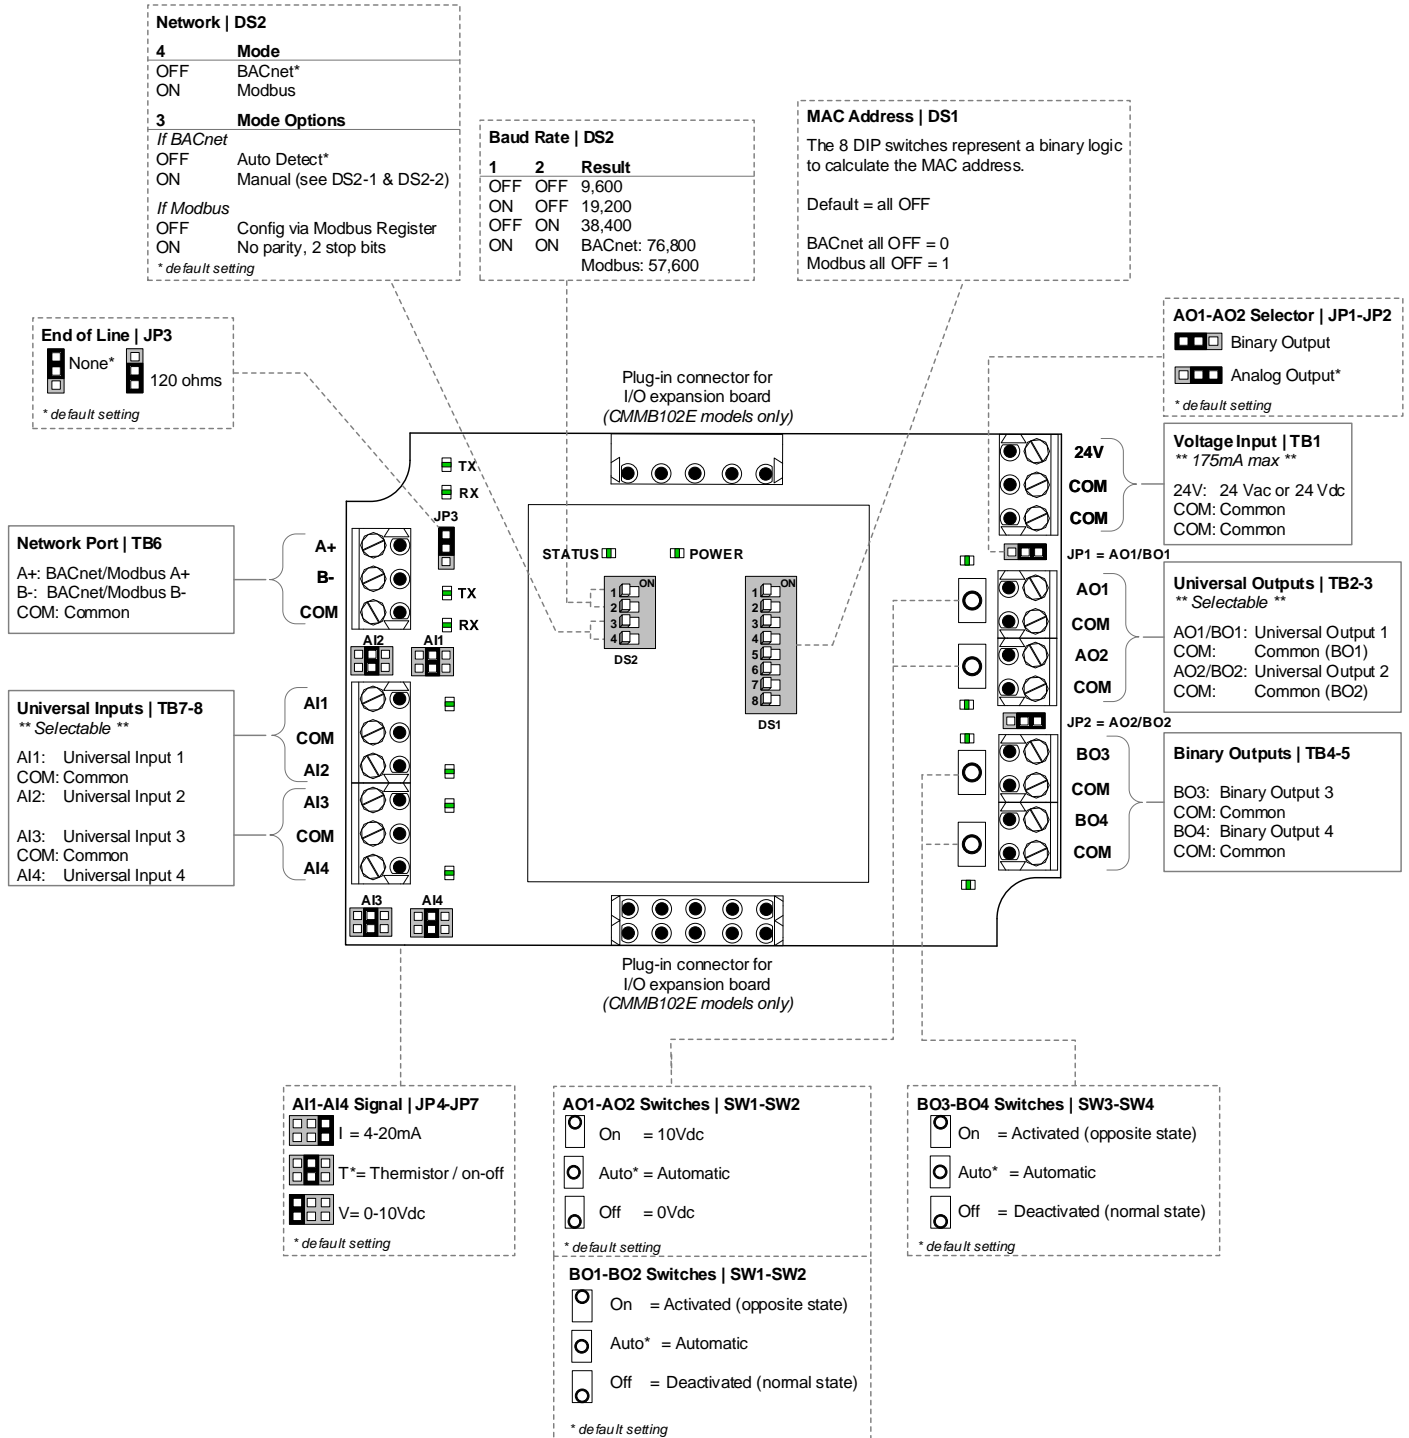 Network | DS2
4 Mode
OFF BACnet*
ON Modbus
3 Mode Options
If BACnet
OFF Auto Detect*
ON Manual (see DS2-1 & DS2-2)
If Modbus
OFF Config via Modbus Register
ON No parity, 2 stop bits
* default setting
Baud Rate | DS2
1 2 Result
OFF OFF 9,600
ON OFF 19,200
OFF ON 38,400
ON ON BACnet: 76,800
Modbus: 57,600
MAC Address | DS1
The 8 DIP switches represent a binary logic
to calculate the MAC address.
Default = all OFF
BACnet all OFF = 0
Modbus all OFF = 1
End of Line | JP3
None*
120 ohms
* default setting
AO1-AO2 Selector | JP1-JP2
Binary Output
Analog Output*
* default setting
Plug-in connector for
I/O expansion board
(CMMB102E models only)
Voltage Input | TB1
** 175mA max **
24V: 24 Vac or 24 Vdc
COM: Common
COM: Common
24V
COM
COM
TX
RX
JP3
Network Port | TB6
A+: BACnet/Modbus A+
B-: BACnet/Modbus B-
COM: Common
A+
B-
COM
TX
RX
STATUS
POWER
ON
1
2
3
4
DS2
ON
1
2
3
4
5
6
7
8
DS1
JP1 = AO1/BO1
AO1
COM
AO2
COM
JP2 = AO2/BO2
Universal Outputs | TB2-3
** Selectable **
AO1/BO1: Universal Output 1
COM: Common (BO1)
AO2/BO2: Universal Output 2
COM: Common (BO2)
AI2
AI1
Universal Inputs | TB7-8
** Selectable **
AI1: Universal Input 1
COM: Common
AI2: Universal Input 2
AI3: Universal Input 3
COM: Common
AI4: Universal Input 4
AI1
COM
AI2
AI3
COM
AI4
AI3
AI4
BO3
COM
BO4
COM
Binary Outputs | TB4-5
BO3: Binary Output 3
COM: Common
BO4: Binary Output 4
COM: Common
Plug-in connector for
I/O expansion board
(CMMB102E models only)
AI1-AI4 Signal | JP4-JP7
I = 4-20mA
T*= Thermistor / on-off
V= 0-10Vdc
* default setting
AO1-AO2 Switches | SW1-SW2
On = 10Vdc
Auto* = Automatic
Off = 0Vdc
* default setting
BO1-BO2 Switches | SW1-SW2
On = Activated (opposite state)
Auto* = Automatic
Off = Deactivated (normal state)
* default setting
BO3-BO4 Switches | SW3-SW4
On = Activated (opposite state)
Auto* = Automatic
Off = Deactivated (normal state)
* default setting